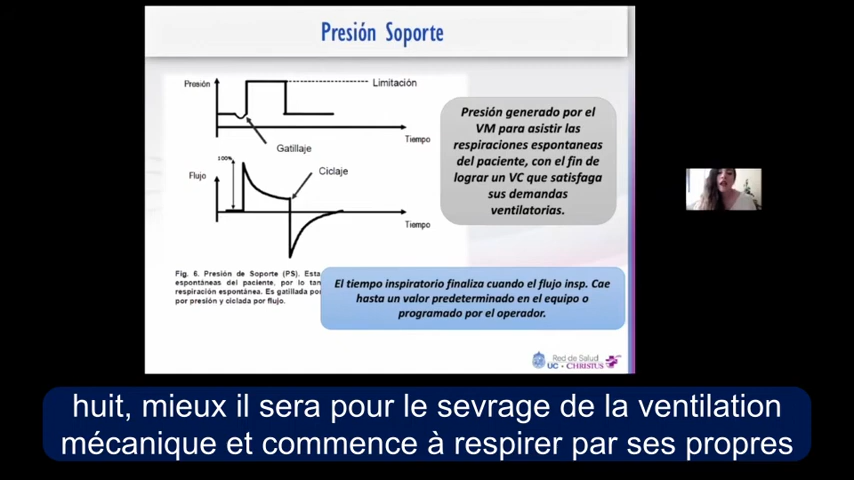 Presión Soporte
Presión
Limitación
Tiempo
Gatillaje
100%
Ciclaje
Flujo
Tiempo
Presión generado por el
VM para asistir las
respiraciones espontaneas
del paciente, con el fin de
lograr un VC que satisfaga
sus demandas
ventilatorias.
Fig. 6. Presión de Soporte (PS). Esta
espontáneas del paciente, por lo tan
respiración espontánea. Es gatillada po
por presión y ciclada por flujo.
El tiempo inspiratorio finaliza cuando el flujo insp. Cae
hasta un valor predeterminado en el equipo o
programado por el operador.
Red de Salud
UC · CHRISTUS
huit, mieux il sera pour le sevrage de la ventilation
mécanique et commence à respirer par ses propres